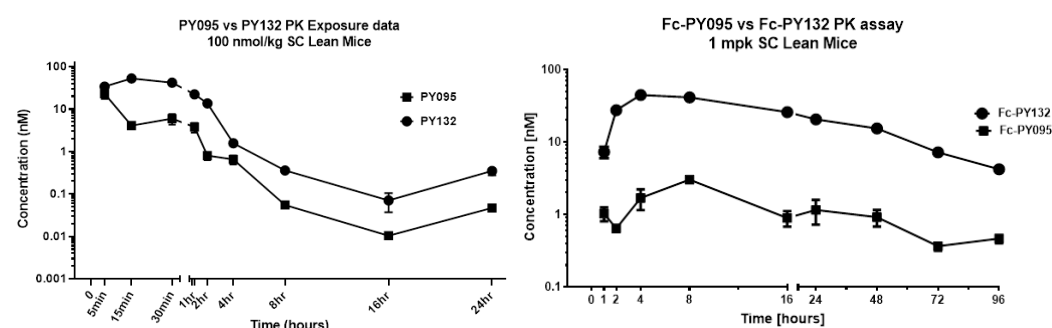 PY095 vs PY132 PK Exposure data
100 nmol/kg SC Lean Mice
Concentration (nM)
100
10
1
0.1
0.01
0.001
PY095
PY132
0 5min 15min 30min 1hr 2hr 4hr 8hr 16hr 24hr
Time (hours)
Fc-PY095 vs Fc-PY132 PK assay
1 mpk SC Lean Mice
Concentration [nM]
100
10
1
0.1
Fc-PY132
Fc-PY095
0 1 2 4 8 16 24 48 72 96
Time [hours]